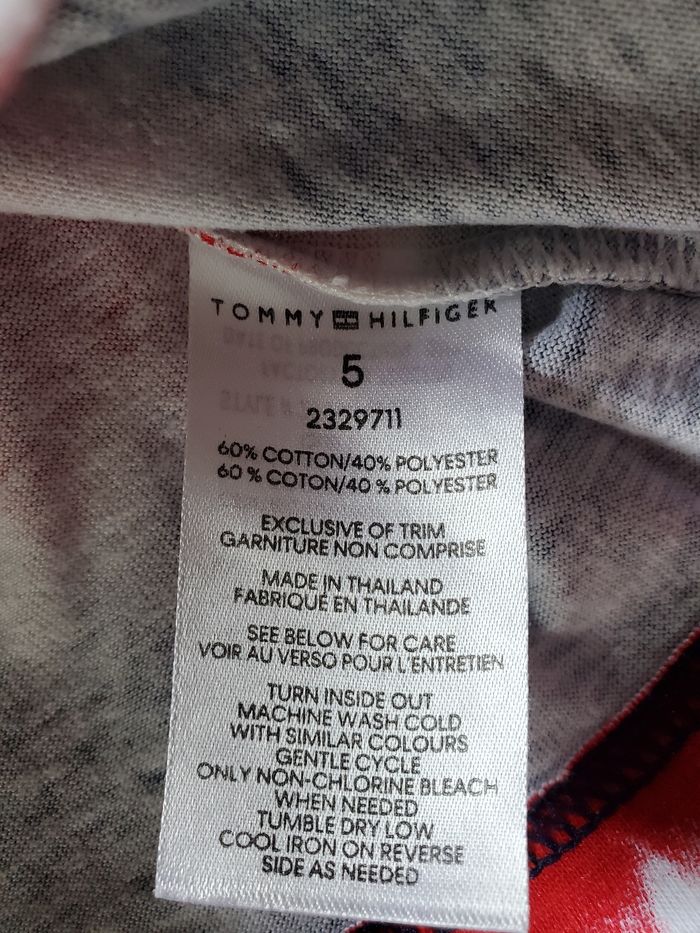 TOMMY HILFIGER
5
2329711
60% COTTON/40% POLYESTER
60 % COTON/40 % POLYESTER
EXCLUSIVE OF TRIM
GARNITURE NON COMPRISE
MADE IN THAILAND
FABRIQUÉ EN THAÏLANDE
SEE BELOW FOR CARE
VOIR AU VERSO POUR L'ENTRETIEN
TURN INSIDE OUT
MACHINE WASH COLD
WITH SIMILAR COLOURS
GENTLE CYCLE
ONLY NON-CHLORINE BLEACH
WHEN NEEDED
TUMBLE DRY LOW
COOL IRON ON REVERSE
SIDE AS NEEDED